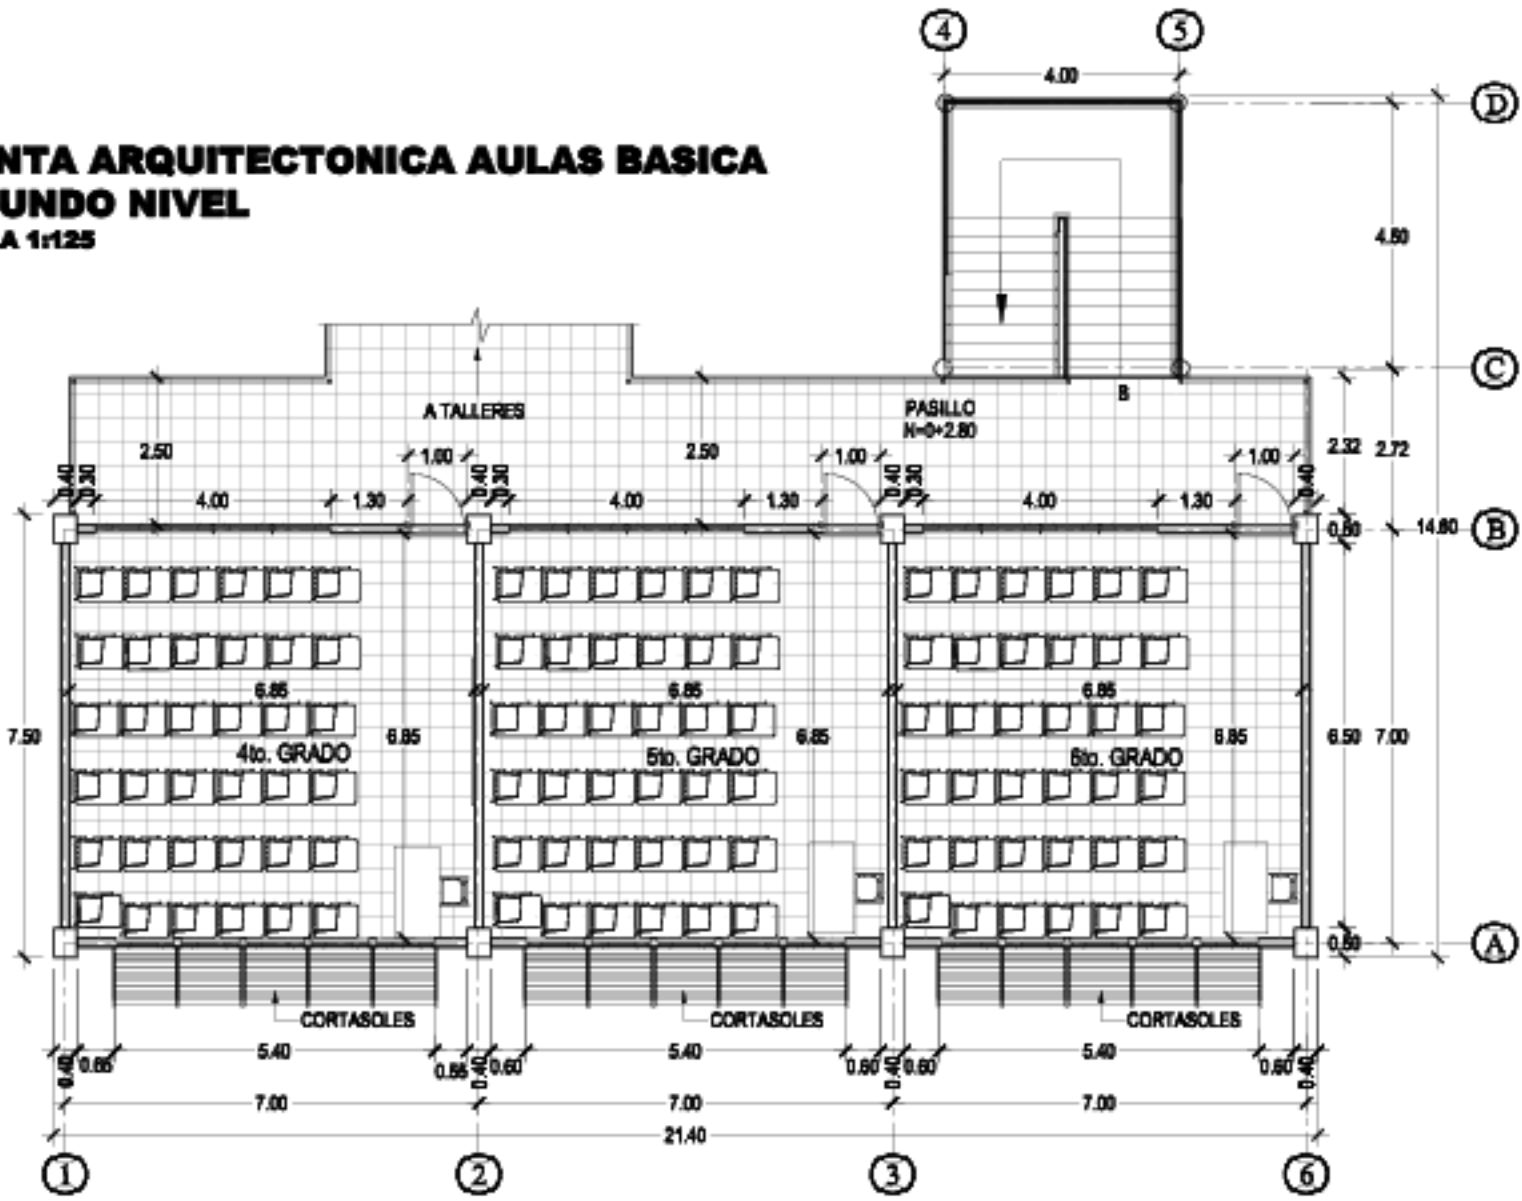 4 5
4.00
D
NTA ARQUITECTONICA AULAS BASICA
UNDO NIVEL
A 1:125
4.80
C
A TALLERES
PASILLO
N=0+2.80
B
2.50 2.50 2.32 2.72
1.00 1.00 1.00
0.40 0.30 0.40 0.30 0.40 0.30 0.40
4.00 1.30 4.00 1.30 4.00 1.30
0.50 14.80 B
6.85 6.85 6.85
7.50 6.85 6.85 6.85 6.50 7.00
4to. GRADO 5to. GRADO 6to. GRADO
0.50 A
CORTASOLES CORTASOLES CORTASOLES
5.40 5.40 5.40
0.40 0.65 0.55 0.40 0.60 0.60 0.40 0.60 0.60 0.40
7.00 7.00 7.00
21.40
1 2 3 6